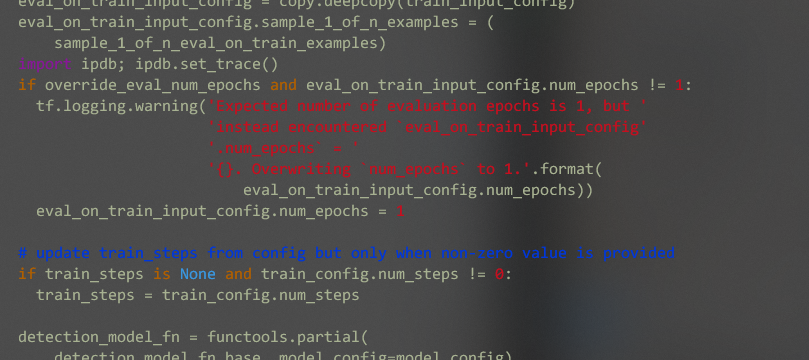 eval_on_train_input_config = copy.deepcopy(train_input_config)
eval_on_train_input_config.sample_1_of_n_examples = (
    sample_1_of_n_eval_on_train_examples)
import ipdb; ipdb.set_trace()
if override_eval_num_epochs and eval_on_train_input_config.num_epochs != 1:
  tf.logging.warning('Expected number of evaluation epochs is 1, but '
                     'instead encountered `eval_on_train_input_config'
                     '.num_epochs` = '
                     '{}. Overwriting `num_epochs` to 1.'.format(
                         eval_on_train_input_config.num_epochs))
  eval_on_train_input_config.num_epochs = 1
# update train_steps from config but only when non-zero value is provided
if train_steps is None and train_config.num_steps != 0:
  train_steps = train_config.num_steps
detection_model_fn = functools.partial(
    detection_model_fn_base, model_config=model_config)